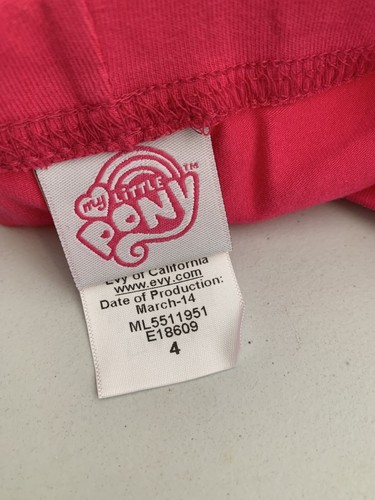 my LITTLE PONY™
Evy of California
www.evy.com
Date of Production:
March-14
ML5511951
E18609
4